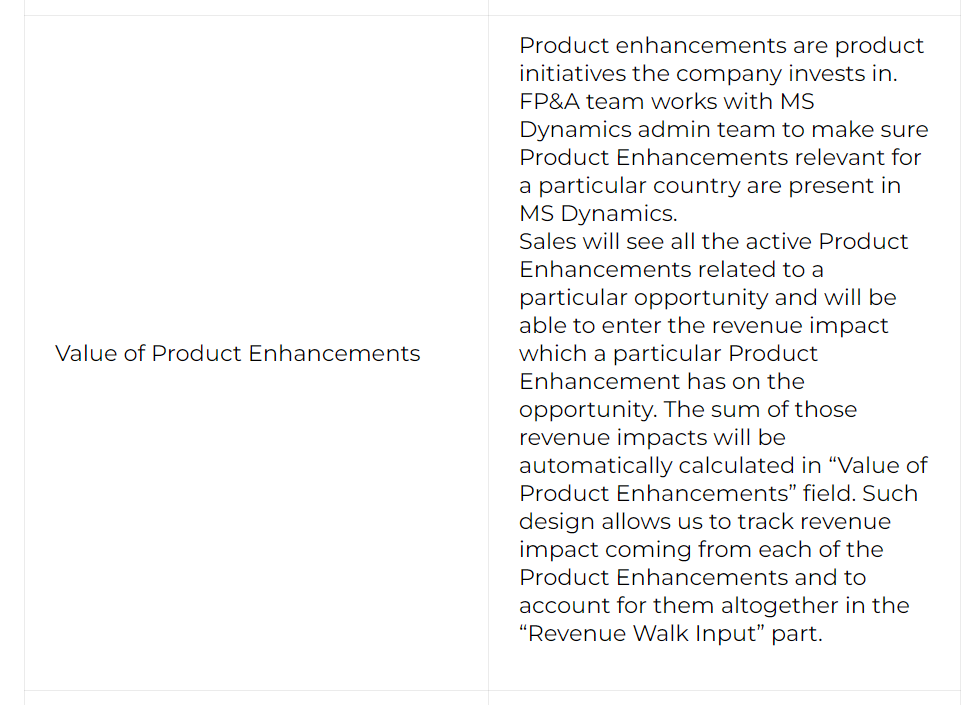 Value of Product Enhancements
Product enhancements are product
initiatives the company invests in.
FP&A team works with MS
Dynamics admin team to make sure
Product Enhancements relevant for
a particular country are present in
MS Dynamics.
Sales will see all the active Product
Enhancements related to a
particular opportunity and will be
able to enter the revenue impact
which a particular Product
Enhancement has on the
opportunity. The sum of those
revenue impacts will be
automatically calculated in “Value of
Product Enhancements” field. Such
design allows us to track revenue
impact coming from each of the
Product Enhancements and to
account for them altogether in the
“Revenue Walk Input” part.